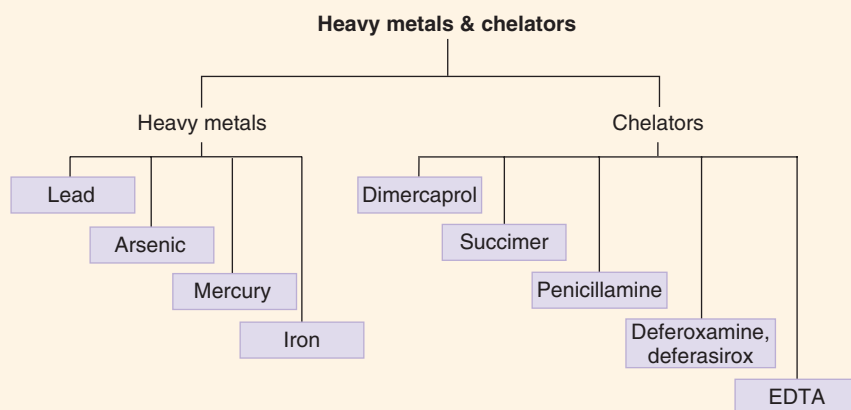 Heavy metals & chelators
Heavy metals
Chelators
Lead
Arsenic
Mercury
Iron
Dimercaprol
Succimer
Penicillamine
Deferoxamine,
deferasirox
EDTA